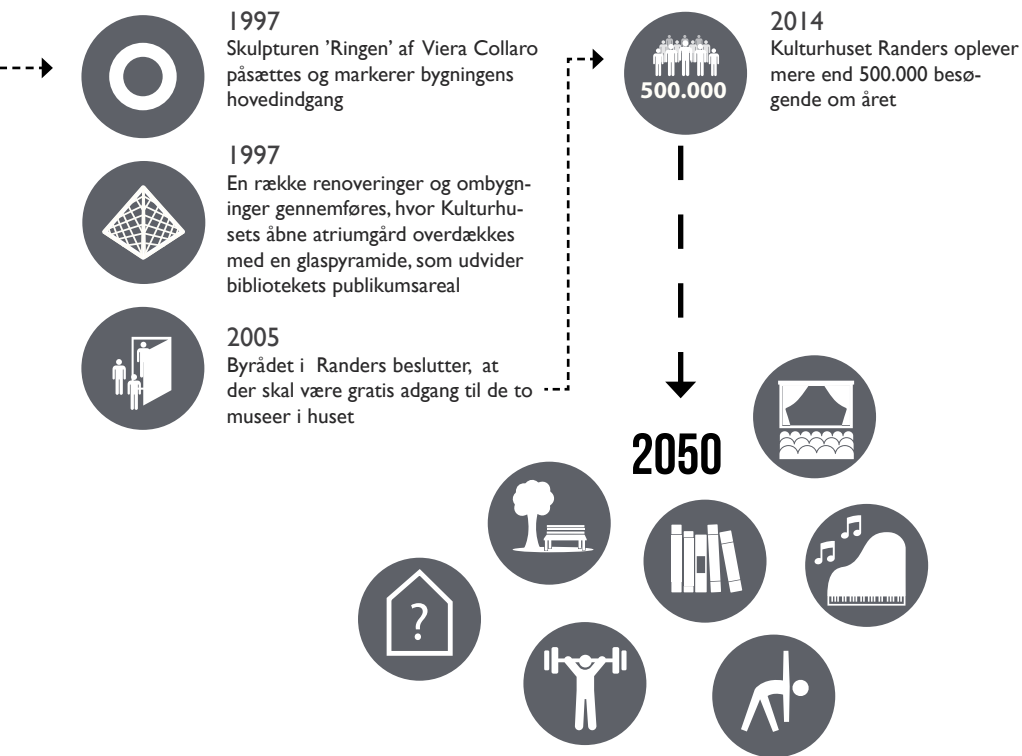 1997
Skulpturen 'Ringen' af Viera Collaro
påsættes og markerer bygningens
hovedindgang
1997
En række renoveringer og ombygn-
inger gennemføres, hvor Kulturhu-
sets åbne atriumgård overdækkes
med en glaspyramide, som udvider
bibliotekets publikumsareal
2005
Byrådet i Randers beslutter, at
der skal være gratis adgang til de to
museer i huset
500.000
2014
Kulturhuset Randers oplever
mere end 500.000 besø-
gende om året
2050
?